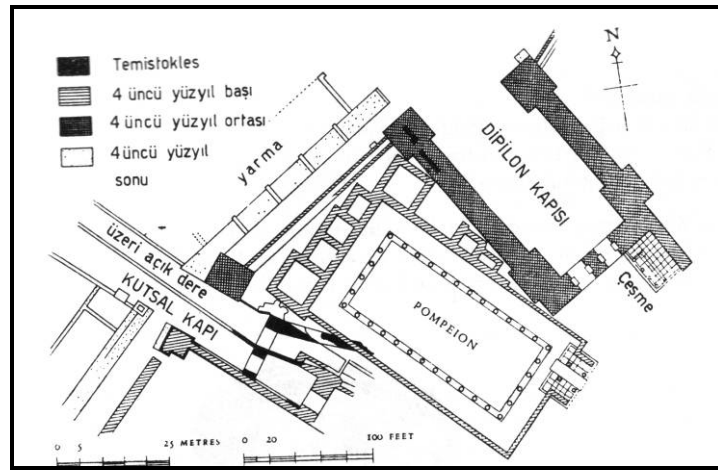 Temistokles
4 üncü yüzyıl başı
4 üncü yüzyıl ortası
4 üncü yüzyıl
sonu
N
yarma
DİPİLON KAPISI
üzeri açık dere
KUTSAL KAPI
POMPEION
Çeşme
0 5 25 METRES 0 20 100 FEET